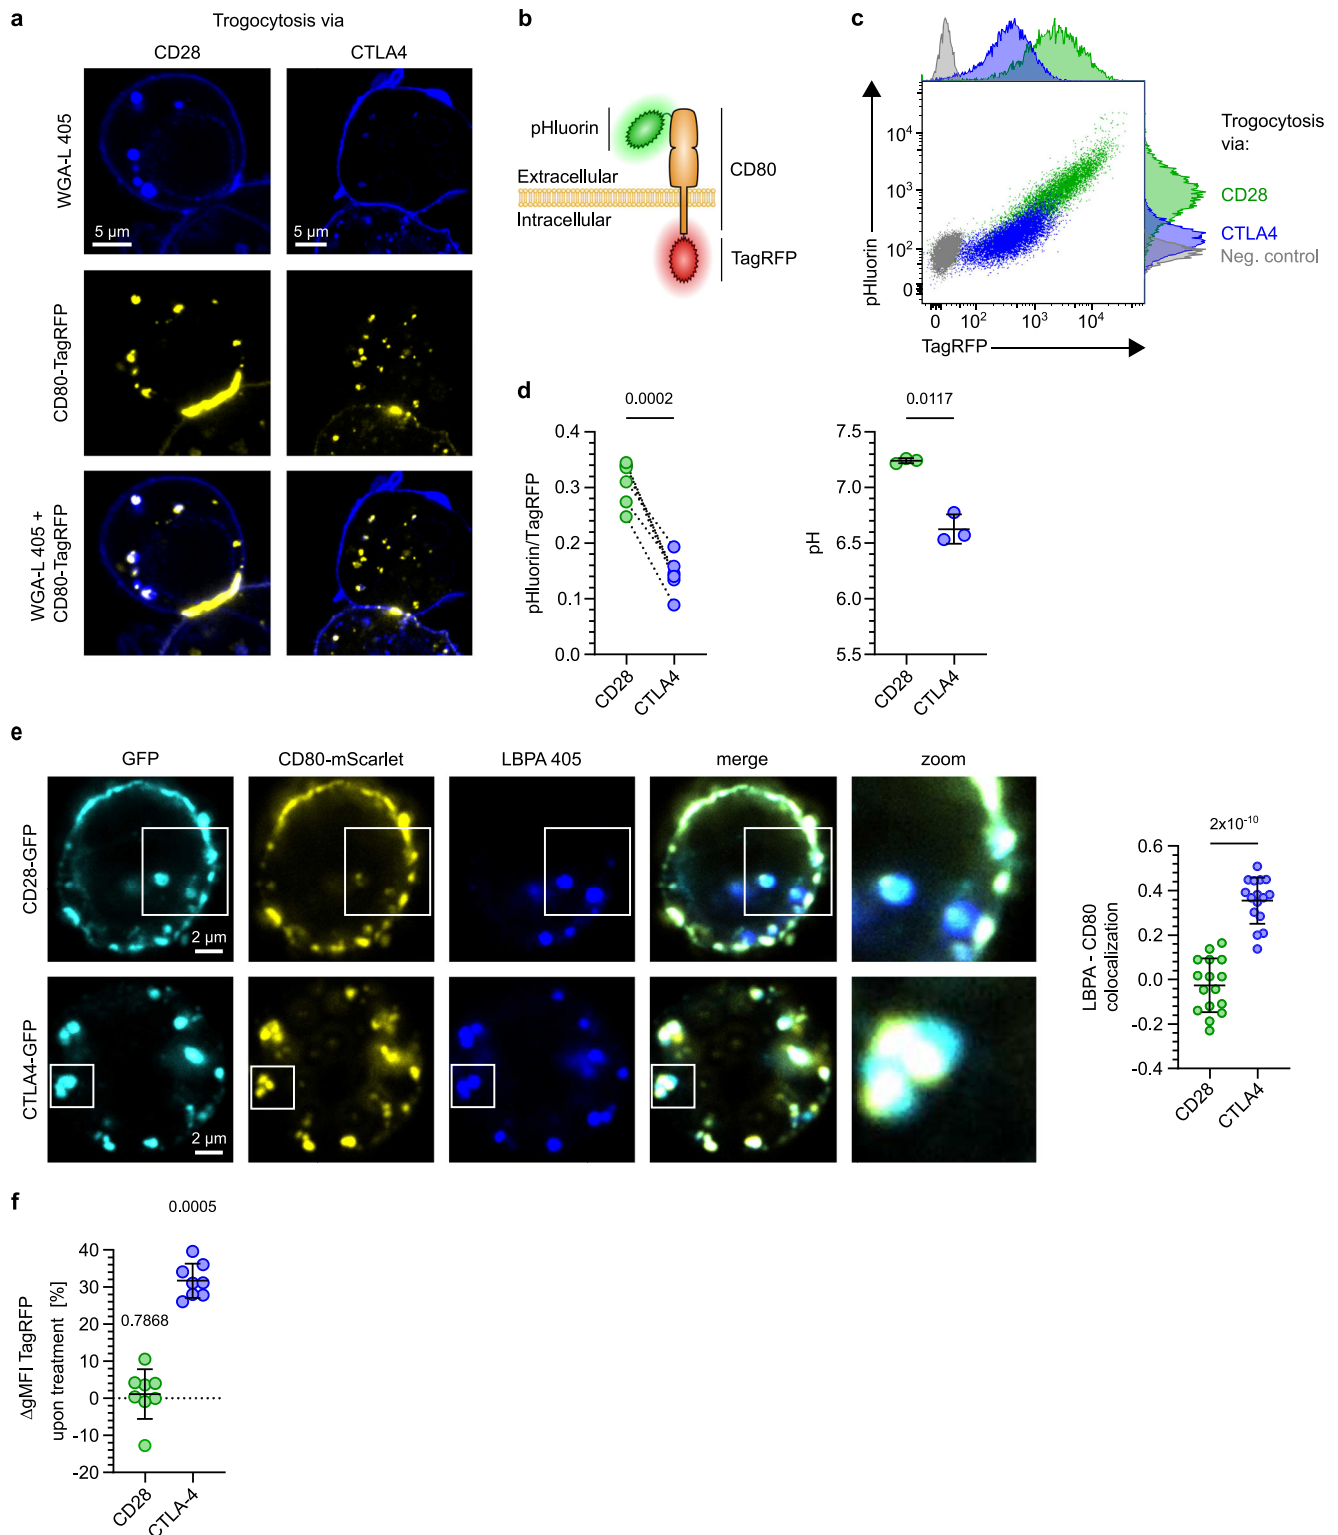 a
Trogocytosis via
CD28
CTLA4
WGA-L 405
5 µm
5 µm
CD80-TagRFP
WGA-L 405 +
CD80-TagRFP
b
pHluorin
CD80
Extracellular
Intracellular
TagRFP
c
pHluorin
10⁴
10³
10²
0
0
10²
10³
10⁴
TagRFP
Trogocytosis
via:
CD28
CTLA4
Neg. control
d
0.0002
pHluorin/TagRFP
0.4
0.3
0.2
0.1
0.0
CD28
CTLA4
0.0117
pH
7.5
7.0
6.5
6.0
5.5
CD28
CTLA4
e
GFP
CD80-mScarlet
LBPA 405
merge
zoom
CD28-GFP
2 µm
CTLA4-GFP
2 µm
2x10⁻¹⁰
LBPA - CD80
colocalization
0.6
0.4
0.2
0.0
-0.2
-0.4
CD28
CTLA4
f
0.0005
0.7868
ΔgMFI TagRFP
upon treatment [%]
40
30
20
10
0
-10
-20
CD28
CTLA-4